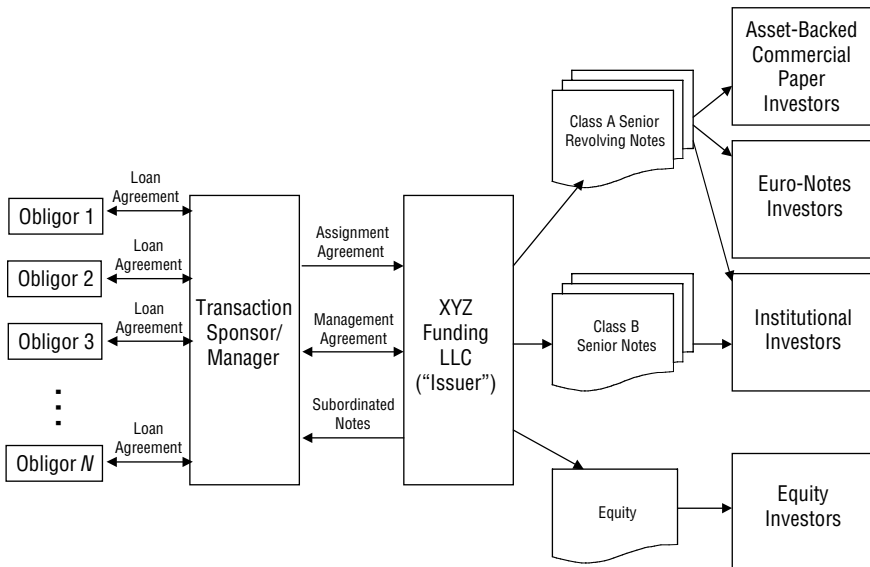 Obligor 1
Obligor 2
Obligor 3
Obligor N
Loan
Agreement
Loan
Agreement
Loan
Agreement
Loan
Agreement
Transaction
Sponsor/
Manager
Assignment
Agreement
Management
Agreement
Subordinated
Notes
XYZ
Funding
LLC
(“Issuer”)
Class A Senior
Revolving Notes
Class B
Senior Notes
Equity
Asset-Backed
Commercial
Paper
Investors
Euro-Notes
Investors
Institutional
Investors
Equity
Investors